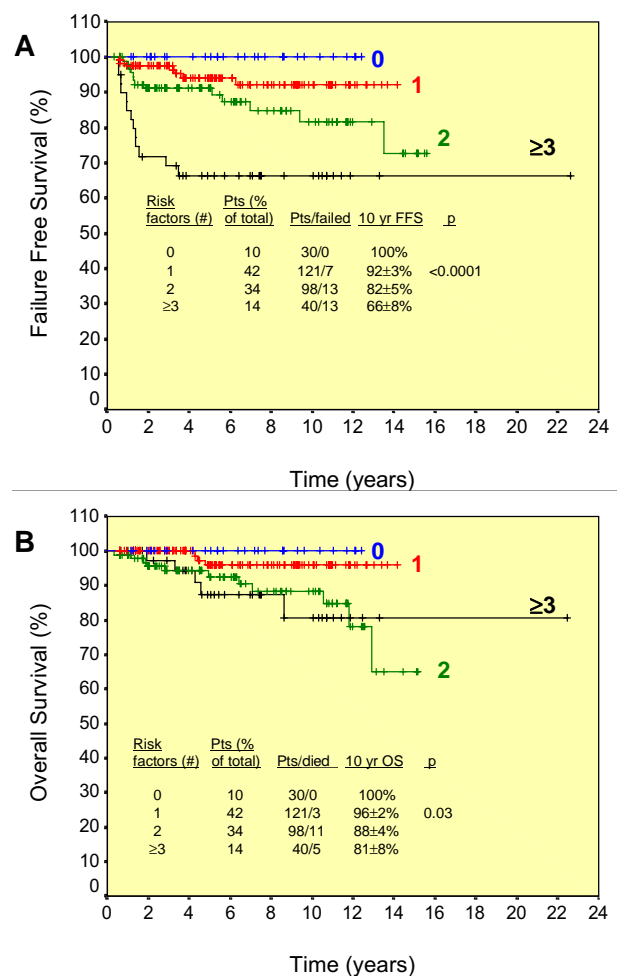 A
110
100
90
80
70
60
50
40
30
20
10
0
Failure Free Survival (%)
0
1
2
≥3
Risk factors (#) Pts (% of total) Pts/failed 10 yr FFS p
0 10 30/0 100%
1 42 121/7 92±3% <0.0001
2 34 98/13 82±5%
≥3 14 40/13 66±8%
0 2 4 6 8 10 12 14 16 18 20 22 24
Time (years)
B
110
100
90
80
70
60
50
40
30
20
10
0
Overall Survival (%)
0
1
≥3
2
Risk factors (#) Pts (% of total) Pts/died 10 yr OS p
0 10 30/0 100%
1 42 121/3 96±2% 0.03
2 34 98/11 88±4%
≥3 14 40/5 81±8%
0 2 4 6 8 10 12 14 16 18 20 22 24
Time (years)